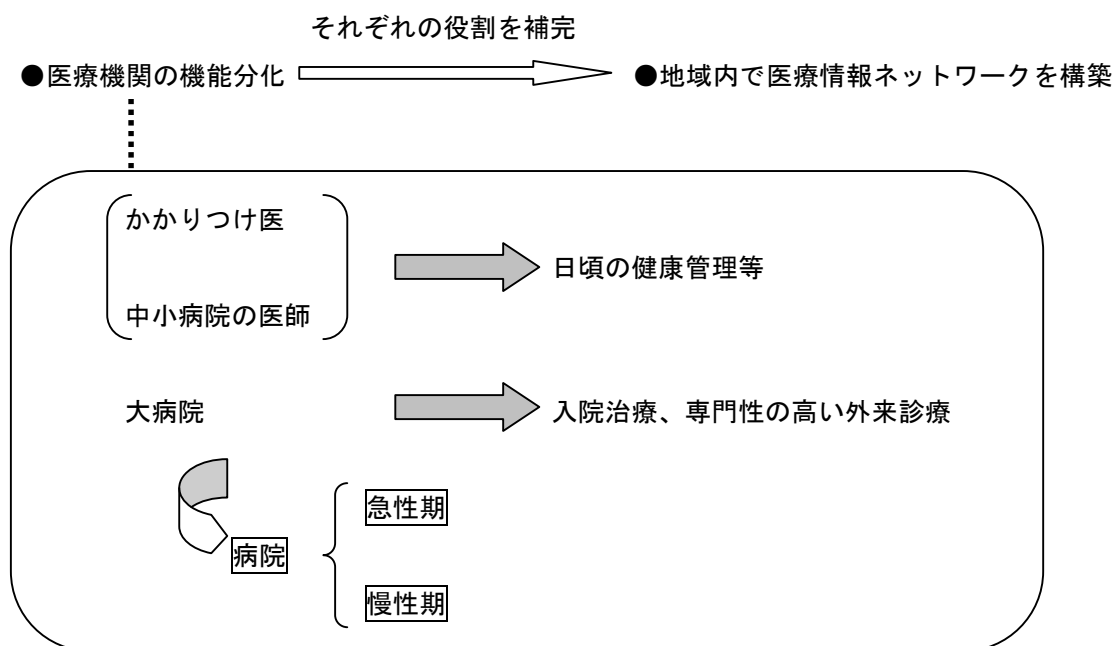 それぞれの役割を補完
●医療機関の機能分化
●地域内で医療情報ネットワークを構築
かかりつけ医
日頃の健康管理等
中小病院の医師
大病院
入院治療、専門性の高い外来診療
急性期
病院
慢性期